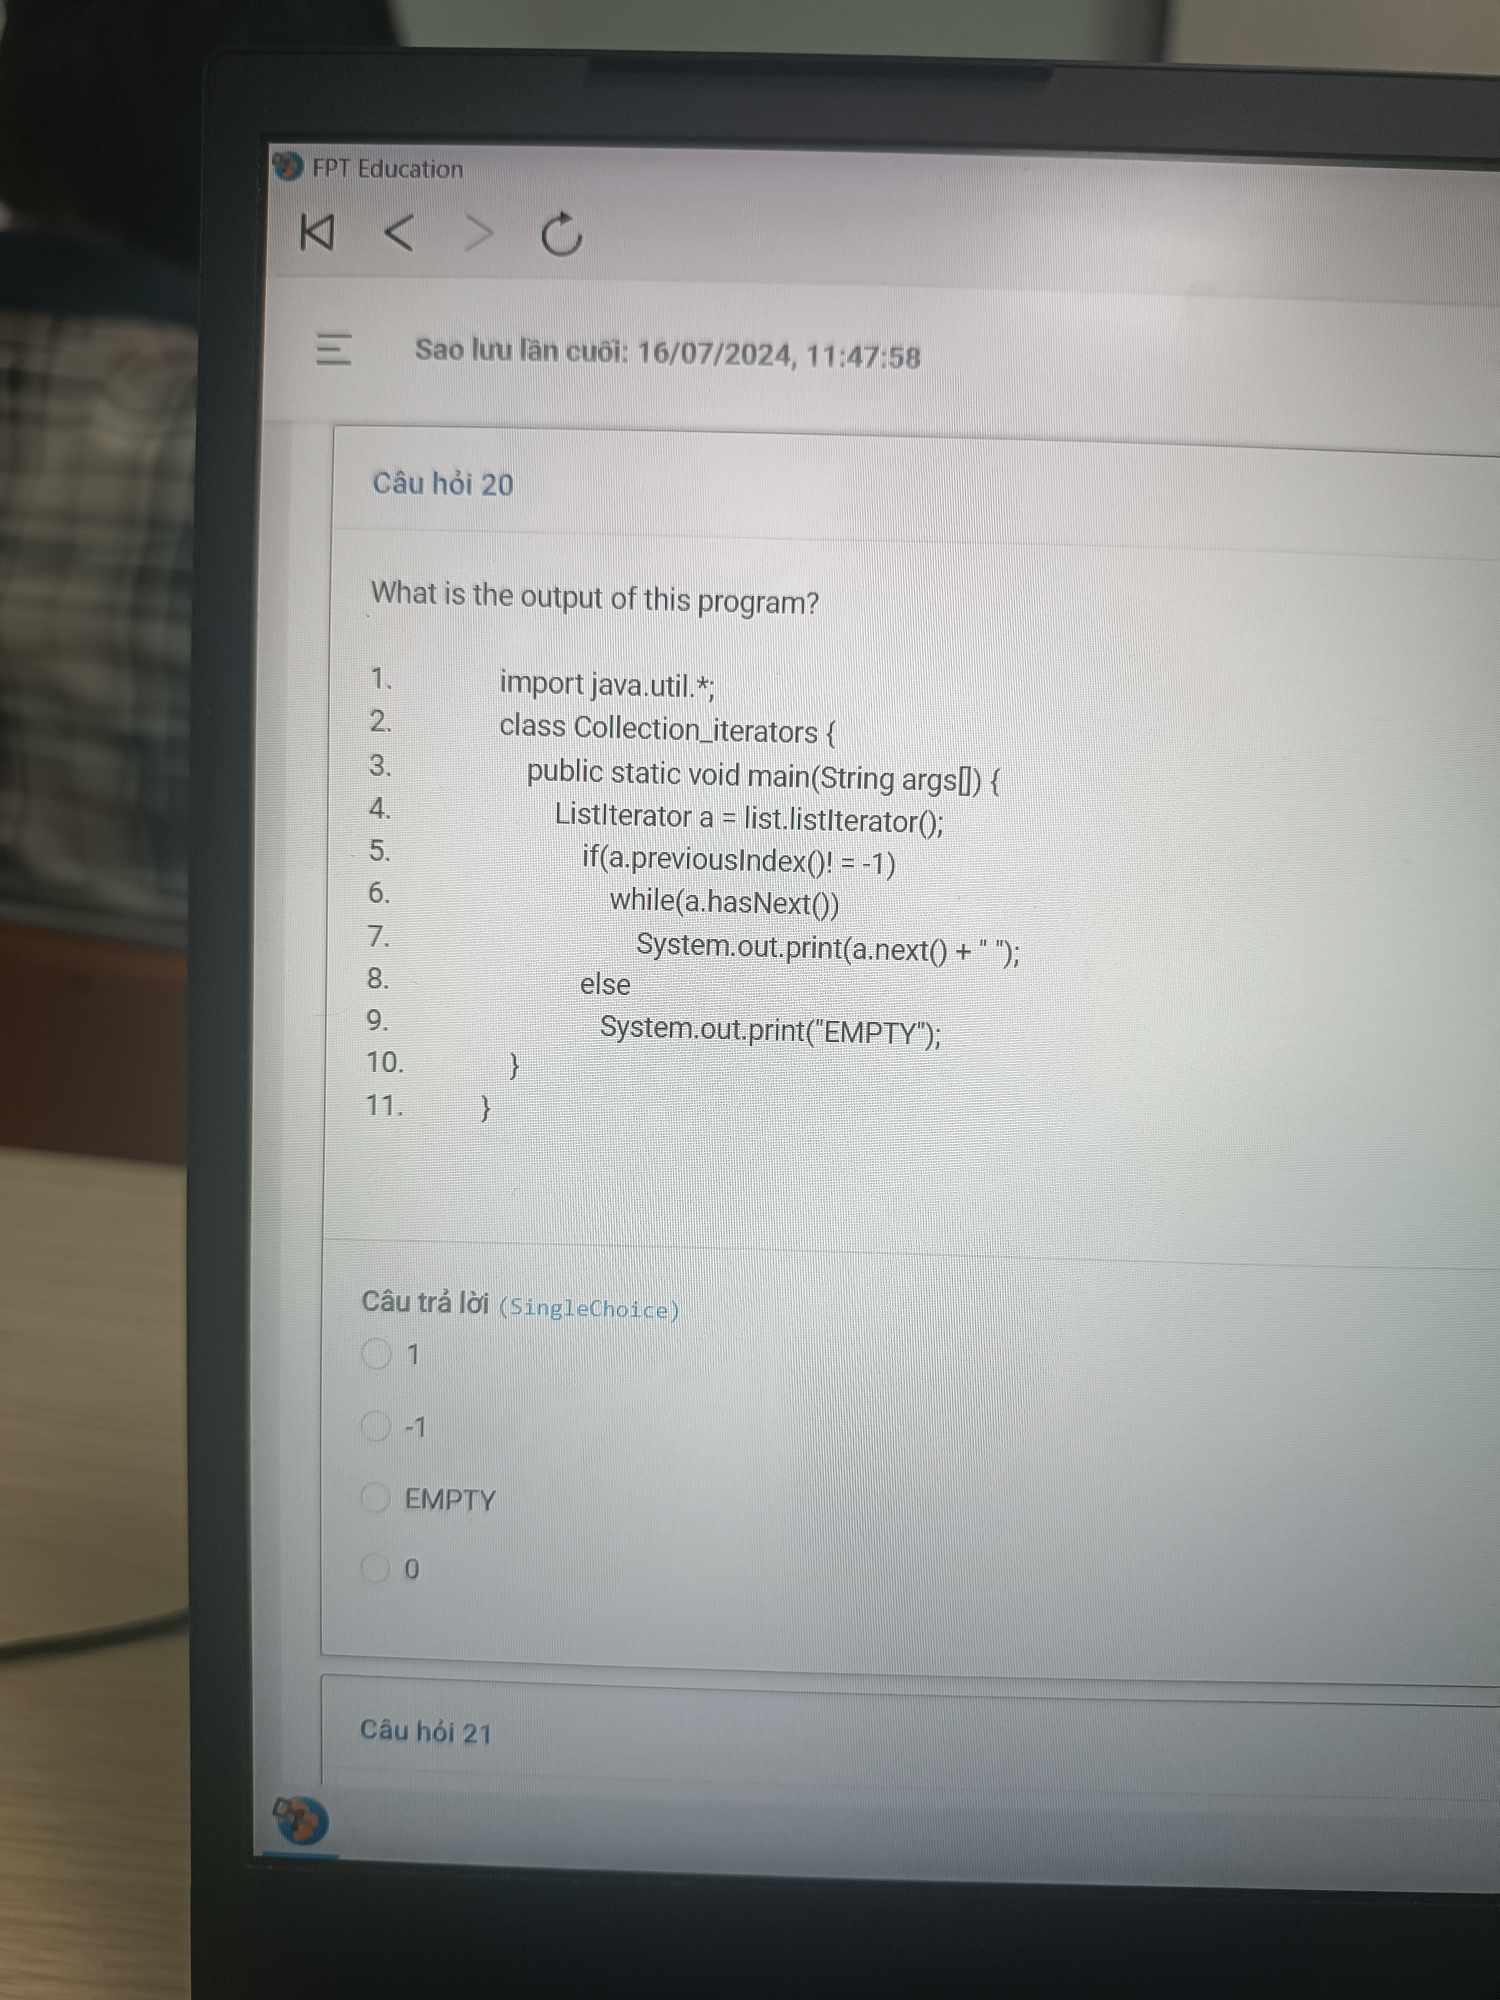 FPT Education
Sao lưu lần cuối: 16/07/2024, 11:47:58
Câu hỏi 20
What is the output of this program?
1. import java.util.*;
2. class Collection_iterators {
3. public static void main(String args[]) {
4. ListIterator a = list.listIterator();
5. if(a.previousIndex()! = -1)
6. while(a.hasNext())
7. System.out.print(a.next() + " ");
8. else
9. System.out.print("EMPTY");
10. }
11. }
Câu trả lời (SingleChoice)
1
-1
EMPTY
0
Câu hỏi 21